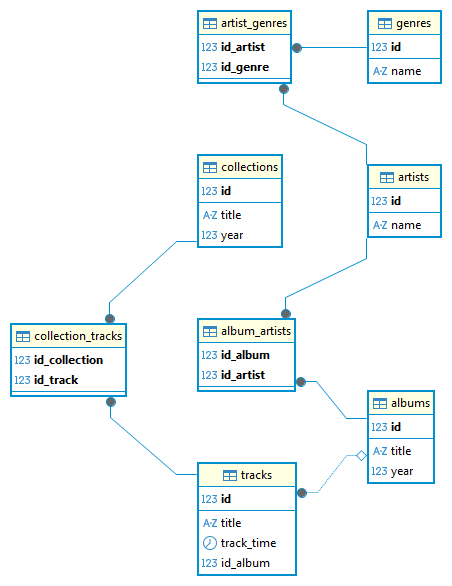 artist_genres
123 id_artist
123 id_genre
genres
123 id
A-Z name
collections
123 id
A-Z title
123 year
artists
123 id
A-Z name
collection_tracks
123 id_collection
123 id_track
album_artists
123 id_album
123 id_artist
albums
123 id
A-Z title
123 year
tracks
123 id
A-Z title
track_time
123 id_album